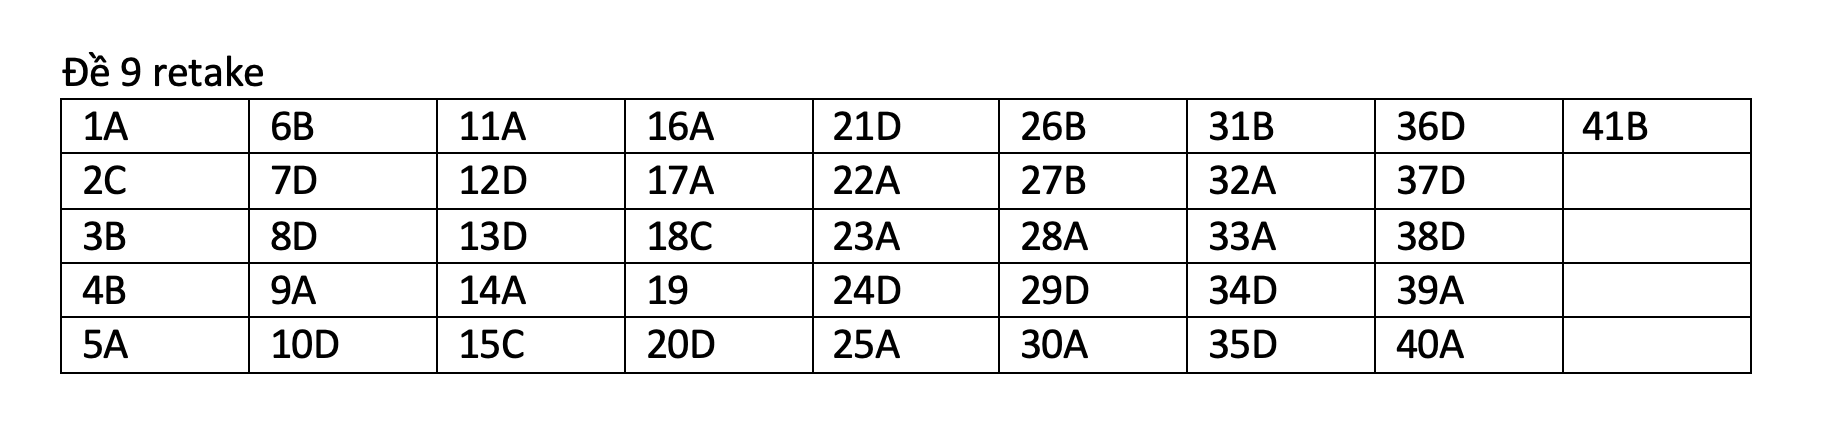 Đề 9 retake
1A 6B 11A 16A 21D 26B 31B 36D 41B
2C 7D 12D 17A 22A 27B 32A 37D
3B 8D 13D 18C 23A 28A 33A 38D
4B 9A 14A 19 24D 29D 34D 39A
5A 10D 15C 20D 25A 30A 35D 40A